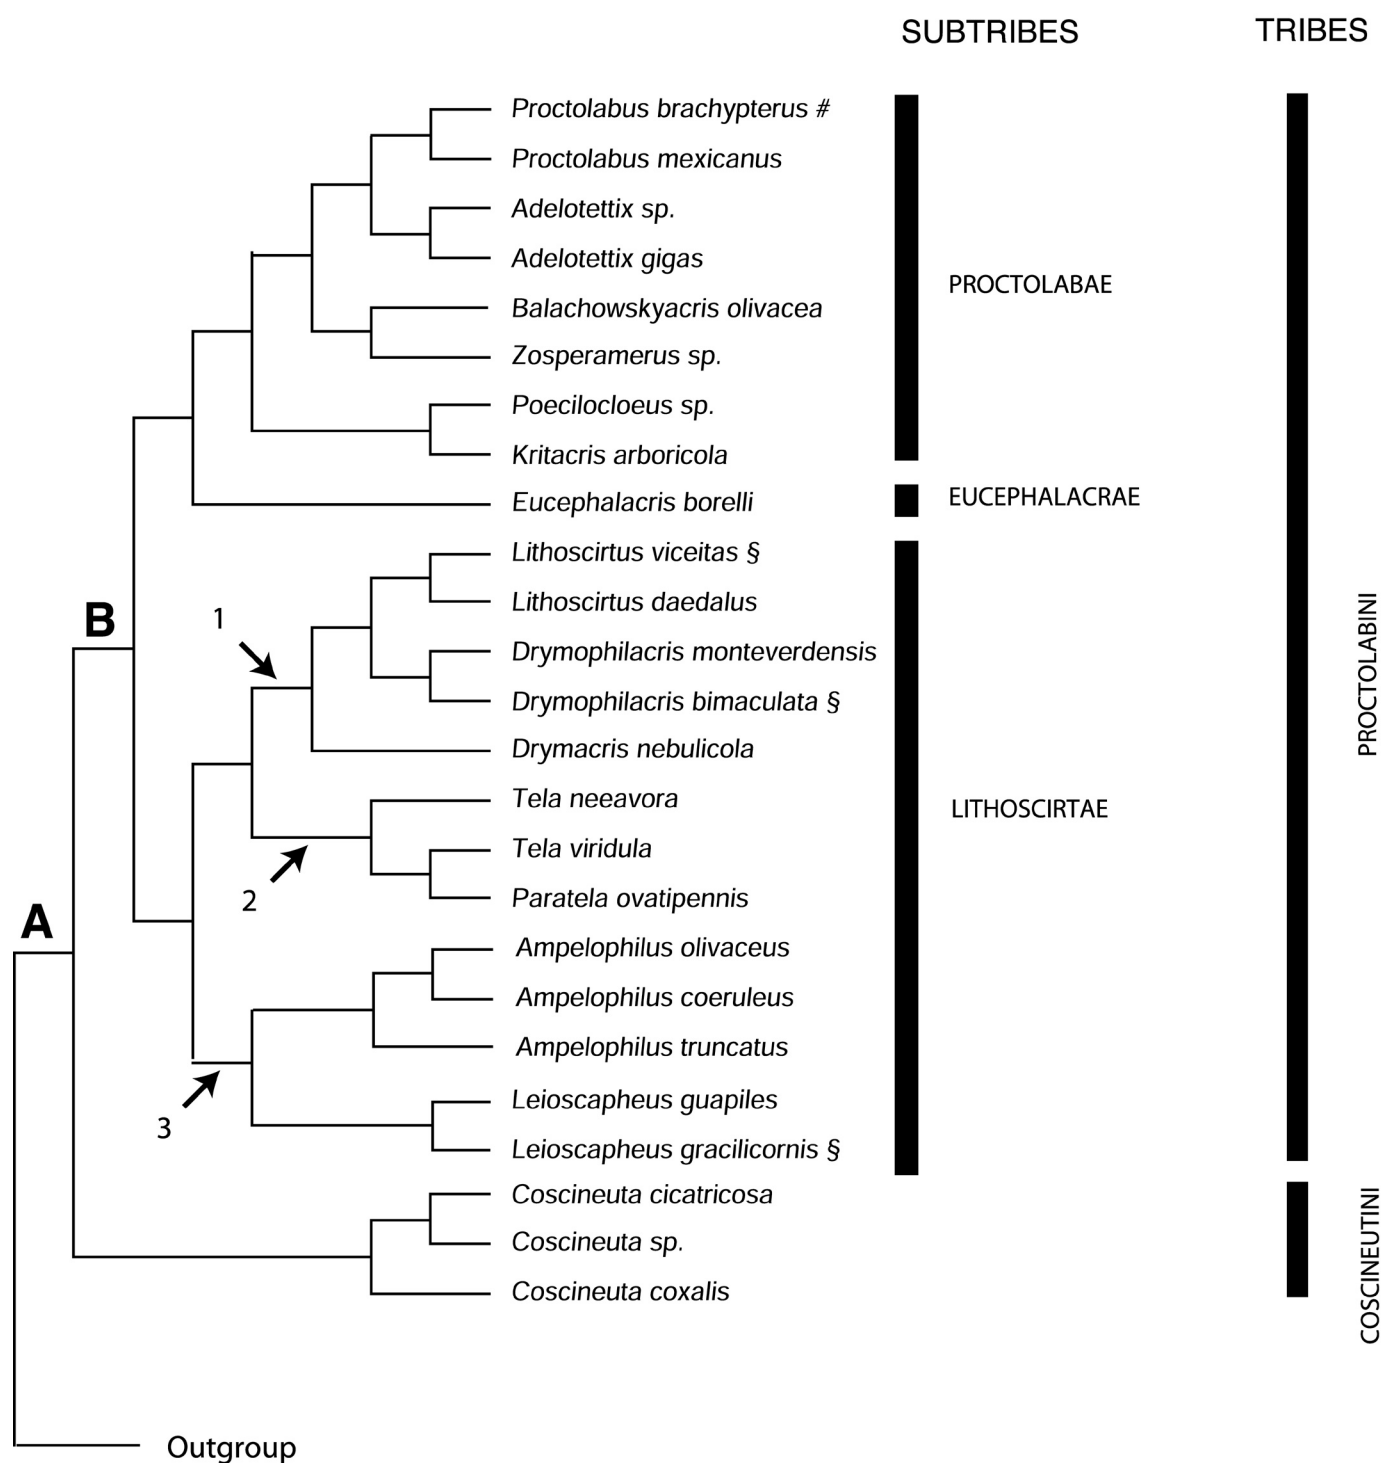 SUBTRIBES TRIBES
Proctolabus brachypterus #
Proctolabus mexicanus
Adelotettix sp.
Adelotettix gigas
PROCTOLABAE
Balachowskyacris olivacea
Zosperamerus sp.
Poecilocloeus sp.
Kritacris arboricola
Eucephalacris borelli
EUCEPHALACRAE
Lithoscirtus viceitas §
Lithoscirtus daedalus
B
1
Drymophilacris monteverdensis
Drymophilacris bimaculata §
PROCTOLABINI
Drymacris nebulicola
Tela neeavora
LITHOSCIRTAE
Tela viridula
2
Paratela ovatipennis
A
Ampelophilus olivaceus
Ampelophilus coeruleus
Ampelophilus truncatus
Leioscapheus guapiles
3
Leioscapheus gracilicornis §
Coscineuta cicatricosa
Coscineuta sp.
COSCINEUTINI
Coscineuta coxalis
Outgroup